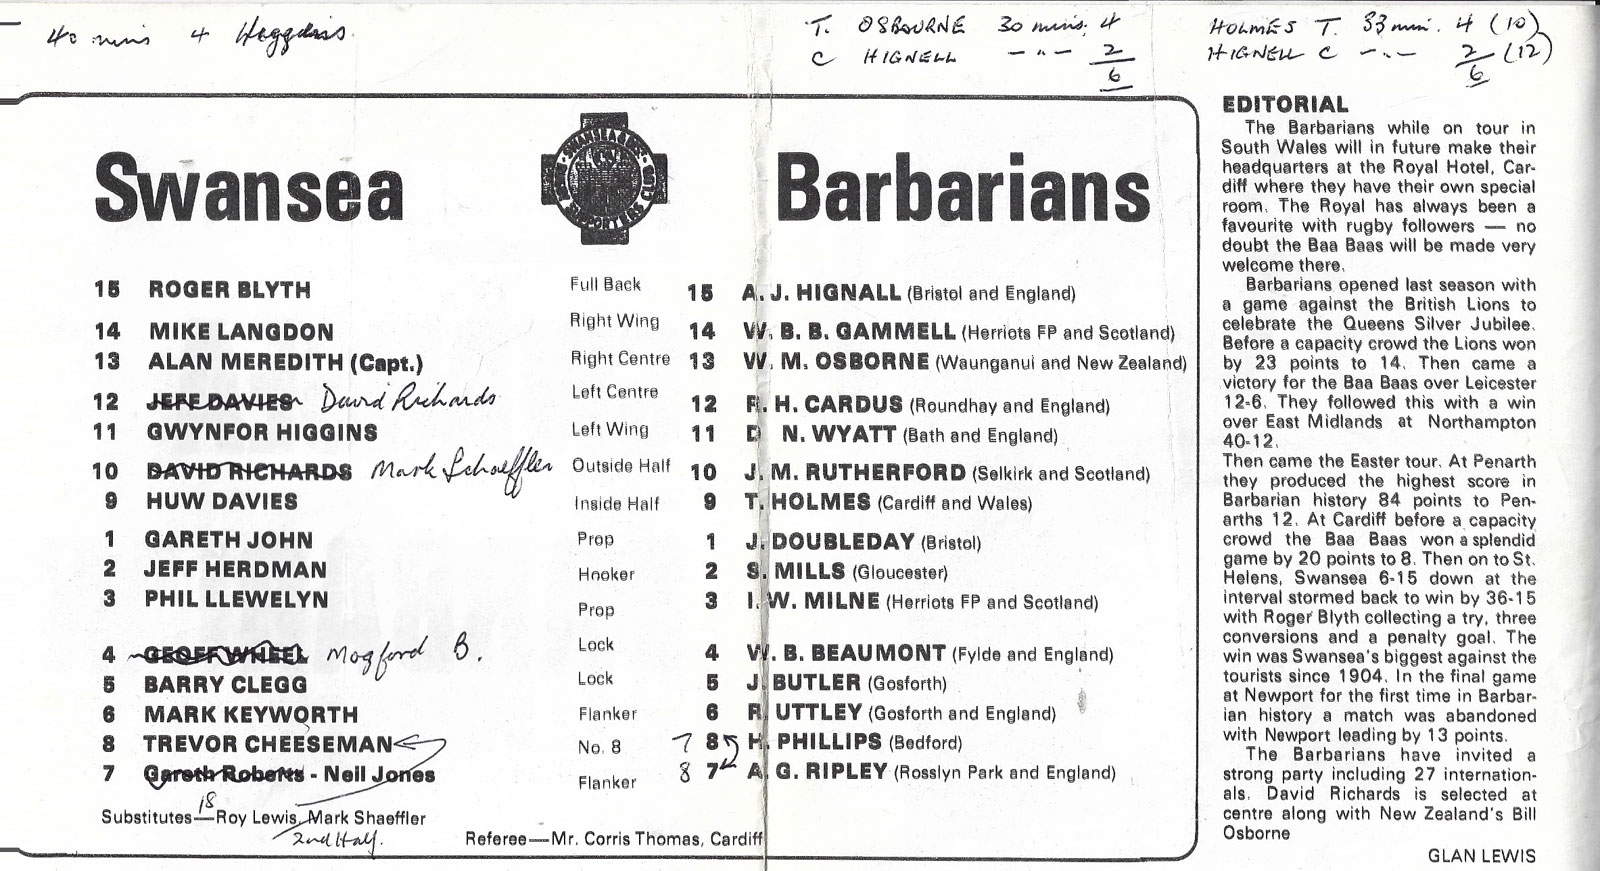 40 mins 4 Higgins
T. OSBOURNE 30 mins. 4
C HIGNELL — " — 2
6
HOLMES T. 33 min. 4 (10)
HIGNELL C — " — 2 (12)
6
Swansea
SWANSEA R.F.C. SUPPORTERS CLUB
Barbarians
15 ROGER BLYTH Full Back 15 A. J. HIGNALL (Bristol and England)
14 MIKE LANGDON Right Wing 14 W. B. B. GAMMELL (Herriots FP and Scotland)
13 ALAN MEREDITH (Capt.) Right Centre 13 W. M. OSBORNE (Waunganui and New Zealand)
12 JEFF DAVIES David Richards Left Centre 12 R. H. CARDUS (Roundhay and England)
11 GWYNFOR HIGGINS Left Wing 11 D N. WYATT (Bath and England)
10 DAVID RICHARDS Mark Schaeffler Outside Half 10 J. M. RUTHERFORD (Selkirk and Scotland)
9 HUW DAVIES Inside Half 9 T. HOLMES (Cardiff and Wales)
1 GARETH JOHN Prop 1 J. DOUBLEDAY (Bristol)
2 JEFF HERDMAN Hooker 2 S. MILLS (Gloucester)
3 PHIL LLEWELYN Prop 3 I. W. MILNE (Herriots FP and Scotland)
4 GEOFF WHEEL Mogford B. Lock 4 W. B. BEAUMONT (Fylde and England)
5 BARRY CLEGG Lock 5 J. BUTLER (Gosforth)
6 MARK KEYWORTH Flanker 6 R. UTTLEY (Gosforth and England)
8 TREVOR CHEESEMAN No. 8 7 8 H. PHILLIPS (Bedford)
7 Gareth Roberts - Neil Jones Flanker 8 7 A. G. RIPLEY (Rosslyn Park and England)
18
Substitutes—Roy Lewis, Mark Shaeffler
2nd Half.
Referee—Mr. Corris Thomas, Cardiff
EDITORIAL
The Barbarians while on tour in
South Wales will in future make their
headquarters at the Royal Hotel, Car-
diff where they have their own special
room. The Royal has always been a
favourite with rugby followers — no
doubt the Baa Baas will be made very
welcome there.
Barbarians opened last season with
a game against the British Lions to
celebrate the Queens Silver Jubilee.
Before a capacity crowd the Lions won
by 23 points to 14. Then came a
victory for the Baa Baas over Leicester
12-6. They followed this with a win
over East Midlands at Northampton
40-12.
Then came the Easter tour. At Penarth
they produced the highest score in
Barbarian history 84 points to Pen-
arths 12. At Cardiff before a capacity
crowd the Baa Baas won a splendid
game by 20 points to 8. Then on to St.
Helens, Swansea 6-15 down at the
interval stormed back to win by 36-15
with Roger Blyth collecting a try, three
conversions and a penalty goal. The
win was Swansea's biggest against the
tourists since 1904. In the final game
at Newport for the first time in Barbar-
ian history a match was abandoned
with Newport leading by 13 points.
The Barbarians have invited a
strong party including 27 internation-
als. David Richards is selected at
centre along with New Zealand's Bill
Osborne
GLAN LEWIS